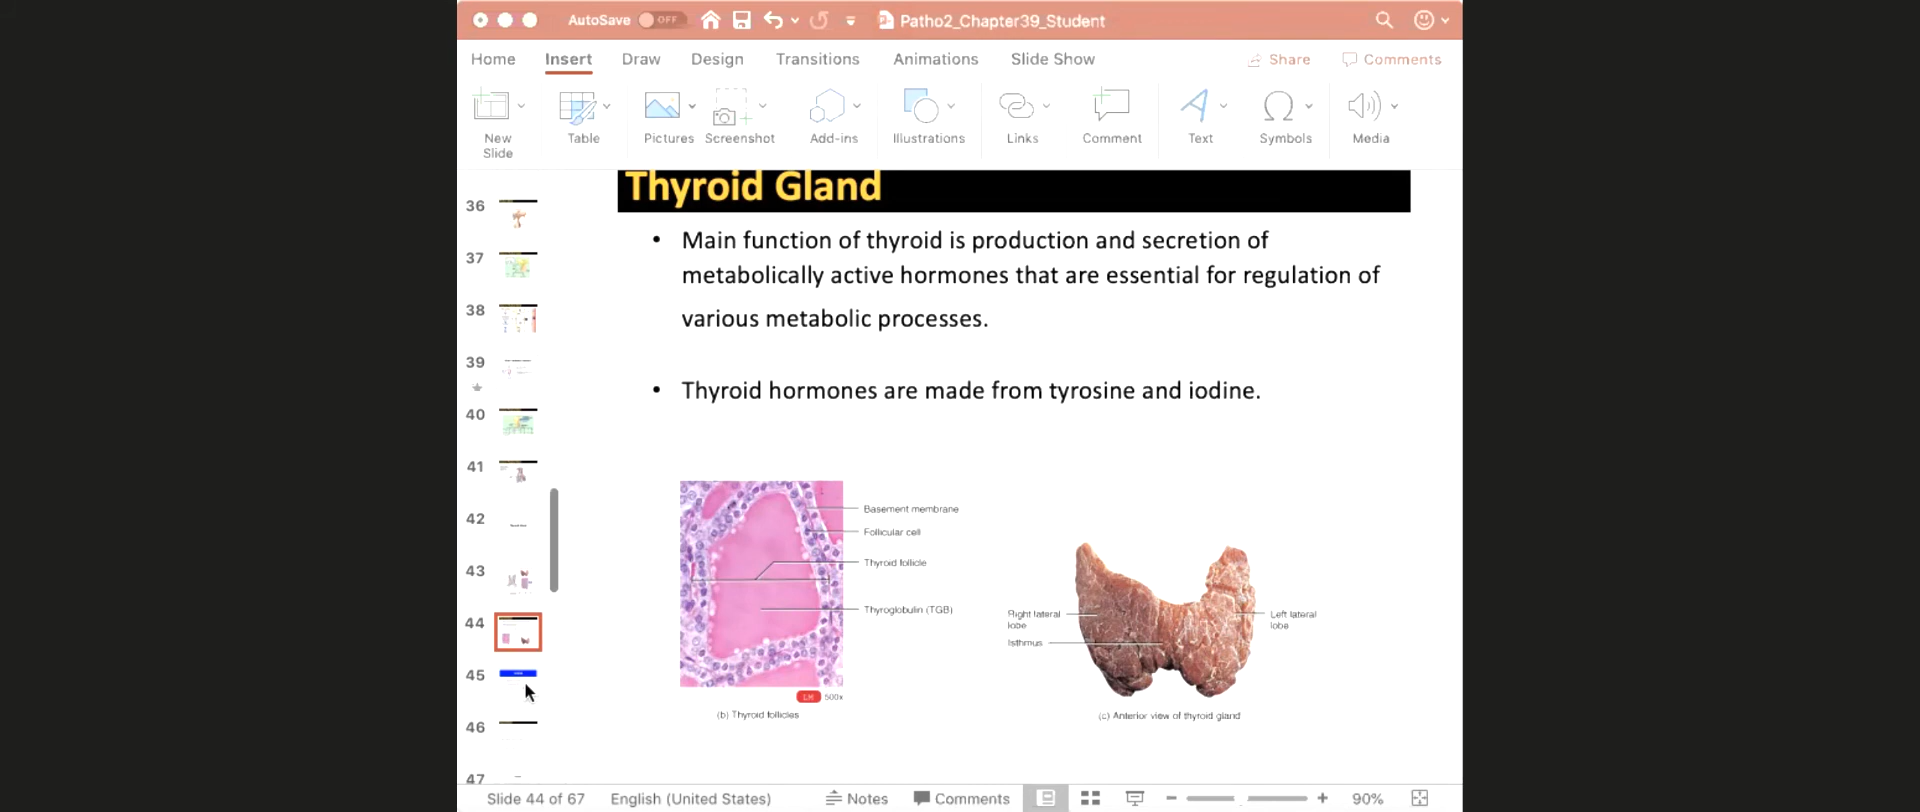 AutoSave OFF Patho2_Chapter39_Student
Home Insert Draw Design Transitions Animations Slide Show Share Comments
New Slide Table Pictures Screenshot Add-ins Illustrations Links Comment Text Symbols Media
Thyroid Gland
• Main function of thyroid is production and secretion of
metabolically active hormones that are essential for regulation of
various metabolic processes.
• Thyroid hormones are made from tyrosine and iodine.
Basement membrane
Follicular cell
Thyroid follicle
Thyroglobulin (TGB)
LM 500x
(b) Thyroid follicles
Right lateral
lobe
Isthmus
Left lateral
lobe
(c) Anterior view of thyroid gland
36
37
38
39
40
41
42
43
44
45
46
47
Slide 44 of 67 English (United States) Notes Comments 90%